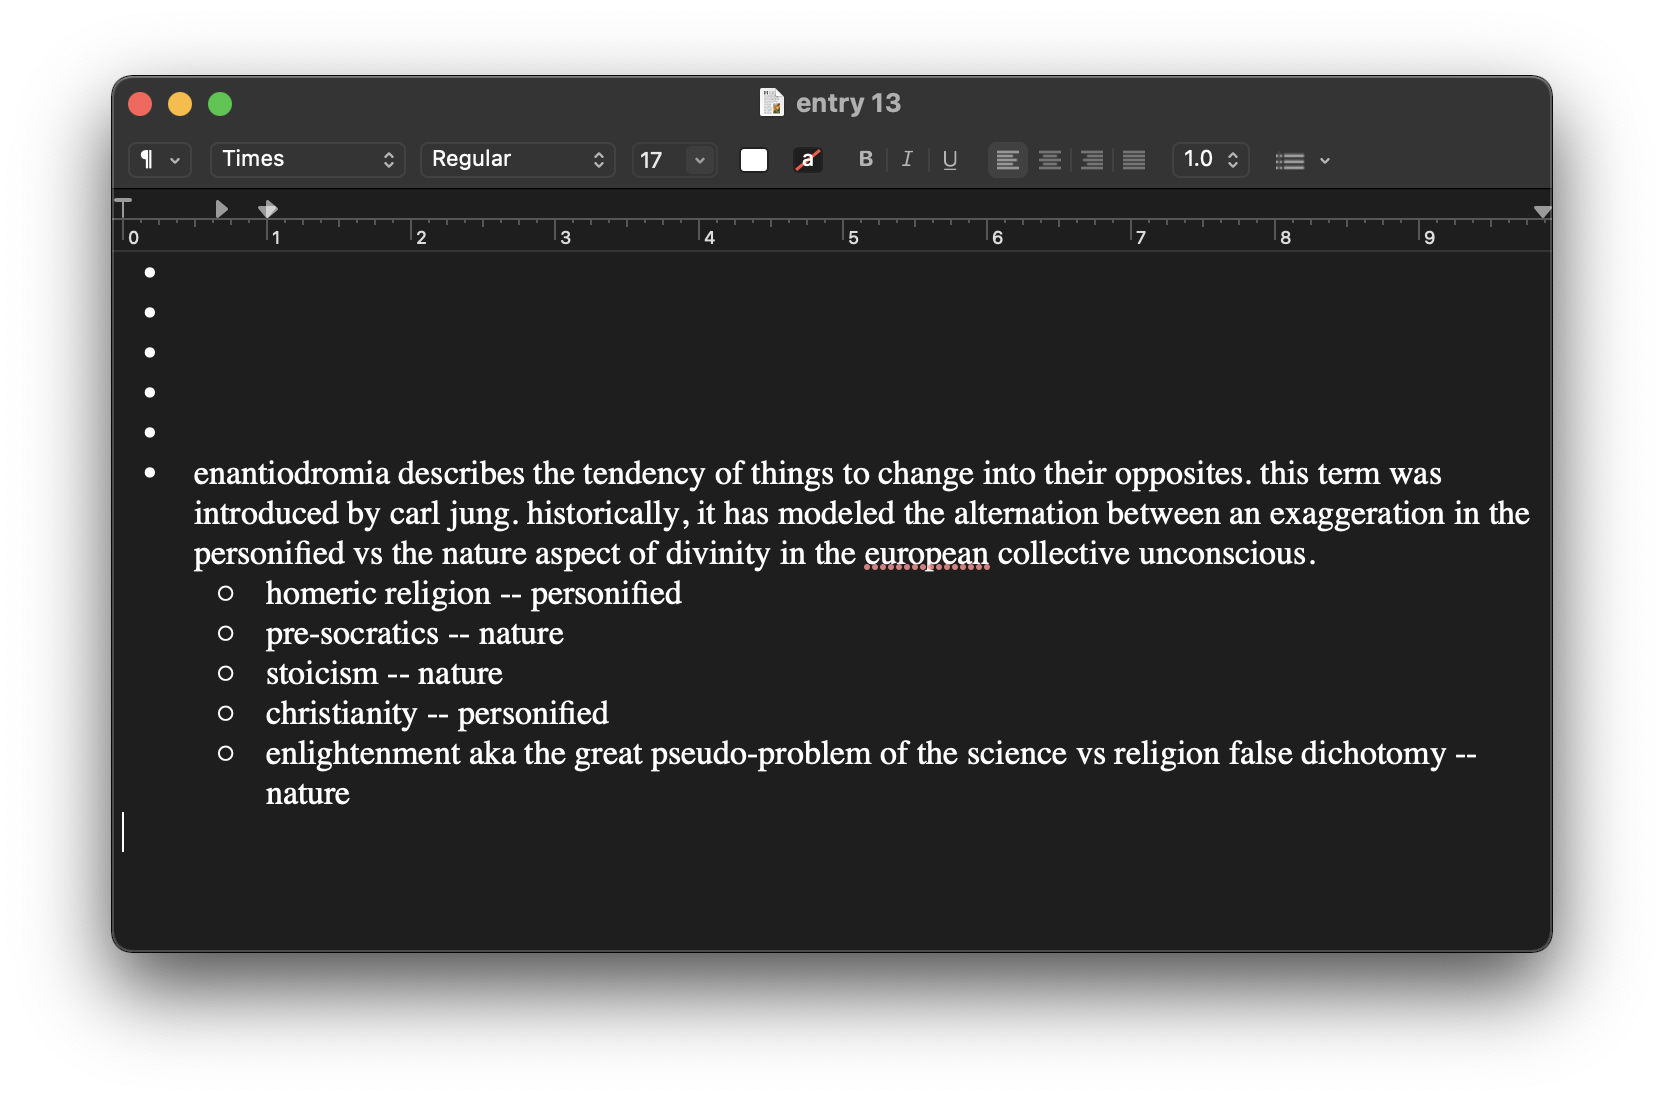 entry 13
¶ Times Regular 17 a B I U 1.0
0 1 2 3 4 5 6 7 8 9
•
•
•
•
•
• enantiodromia describes the tendency of things to change into their opposites. this term was
introduced by carl jung. historically, it has modeled the alternation between an exaggeration in the
personified vs the nature aspect of divinity in the european collective unconscious.
○ homeric religion -- personified
○ pre-socratics -- nature
○ stoicism -- nature
○ christianity -- personified
○ enlightenment aka the great pseudo-problem of the science vs religion false dichotomy --
nature